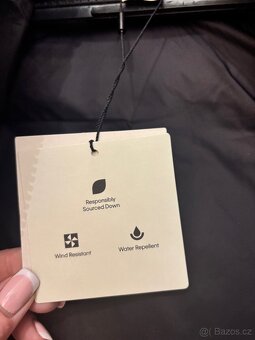 Responsibly
Sourced Down
Wind Resistant
Water Repellent
Bazos.cz